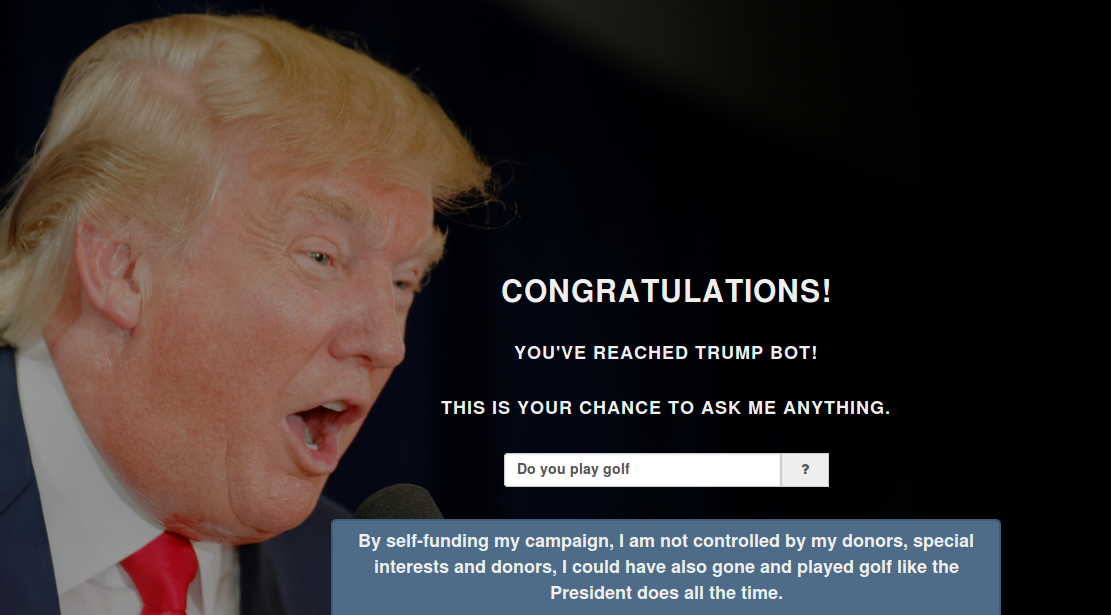 CONGRATULATIONS!
YOU'VE REACHED TRUMP BOT!
THIS IS YOUR CHANCE TO ASK ME ANYTHING.
Do you play golf ?
By self-funding my campaign, I am not controlled by my donors, special
interests and donors, I could have also gone and played golf like the
President does all the time.